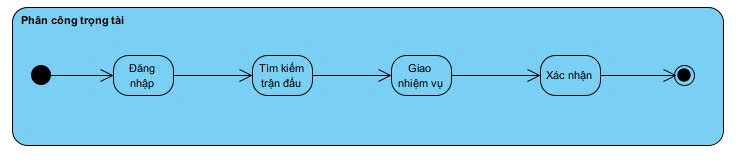 Phân công trọng tài
Đăng
nhập
Tìm kiếm
trận đấu
Giao
nhiệm vụ
Xác nhận